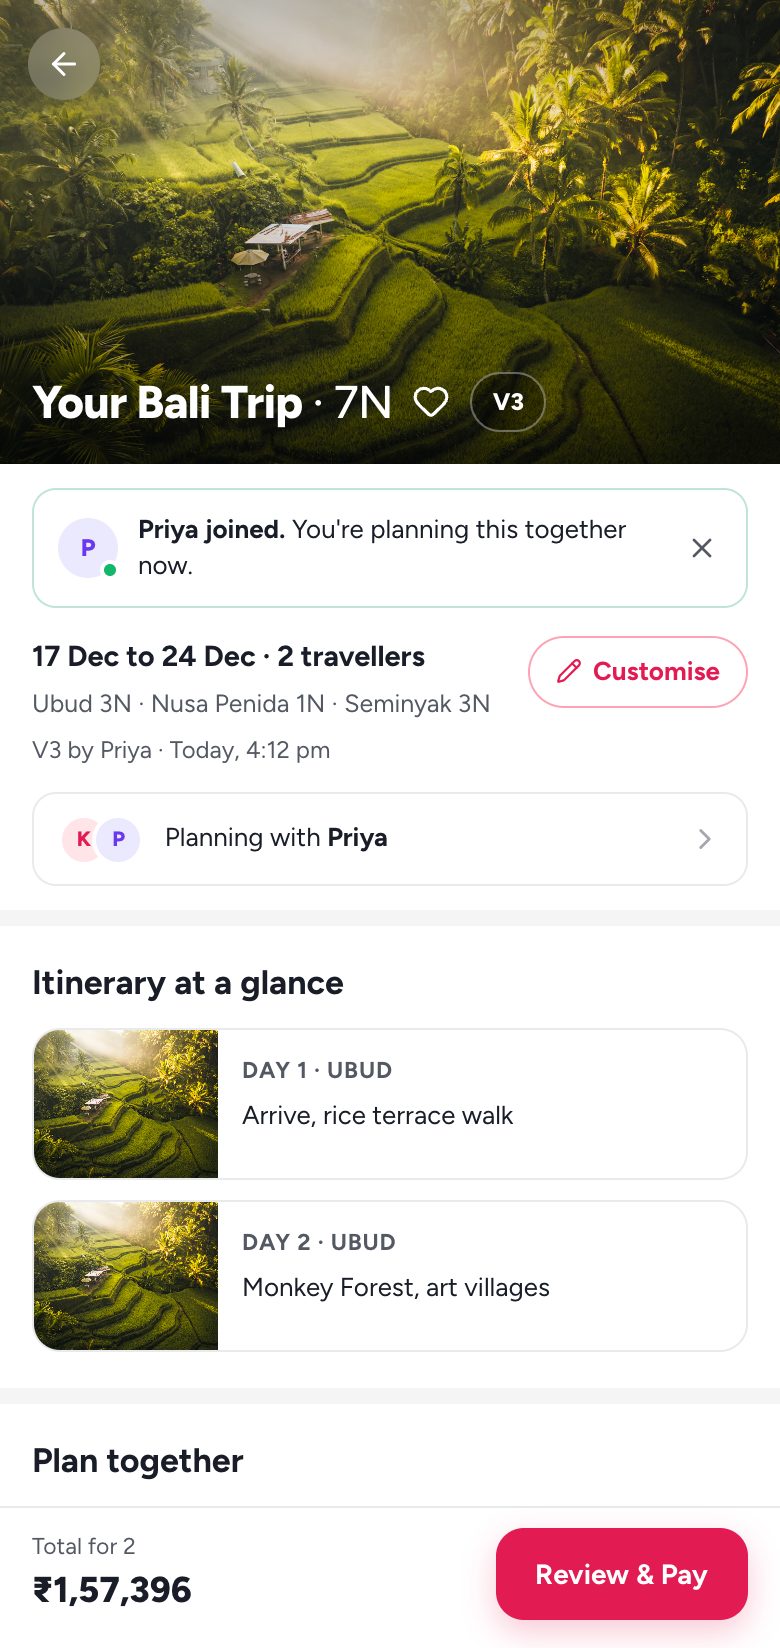 Your Bali Trip · 7N V3
P
Priya joined. You're planning this together
now.
17 Dec to 24 Dec · 2 travellers
Customise
Ubud 3N · Nusa Penida 1N · Seminyak 3N
V3 by Priya · Today, 4:12 pm
K P Planning with Priya
Itinerary at a glance
DAY 1 · UBUD
Arrive, rice terrace walk
DAY 2 · UBUD
Monkey Forest, art villages
Plan together
Total for 2
₹1,57,396
Review & Pay